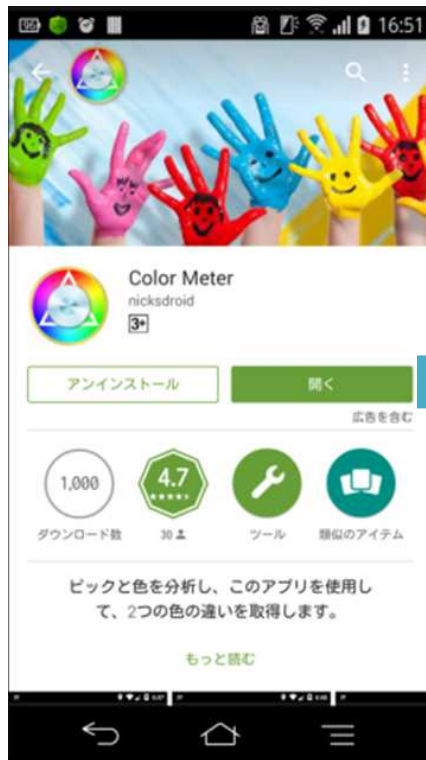 95
16:51
Color Meter
nicksdroid
3+
アンインストール
開く
広告を含む
1,000
4.7
ダウンロード数
30
ツール
類似のアイテム
ピックと色を分析し、このアプリを使用し
て、2つの色の違いを取得します。
もっと読む